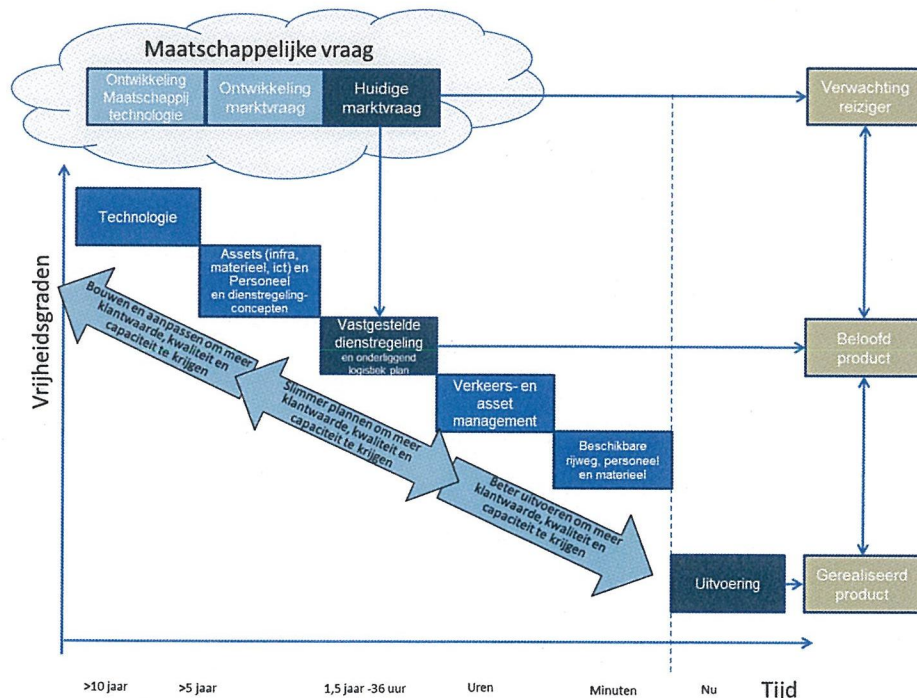 Maatschappelijke vraag
Ontwikkeling
Maatschappij
technologie
Ontwikkeling
marktvraag
Huidige
marktvraag
Verwachting
reiziger
Vrijheidsgraden
Technologie
Assets (infra,
materieel, ict) en
Personeel
en dienstregeling-
concepten
Vastgestelde
dienstregeling
en onderliggend
logistiek plan
Beloofd
product
Verkeers- en
asset
management
Beschikbare
rijweg, personeel
en materieel
Bouwen en aanpassen om meer
klantwaarde, kwaliteit en
capaciteit te krijgen
Slimmer plannen om meer
klantwaarde, kwaliteit en
capaciteit te krijgen
Beter uitvoeren om meer
klantwaarde, kwaliteit en
capaciteit te krijgen
Uitvoering
Gerealiseerd
product
>10 jaar
>5 jaar
1,5 jaar -36 uur
Uren
Minuten
Nu
Tijd